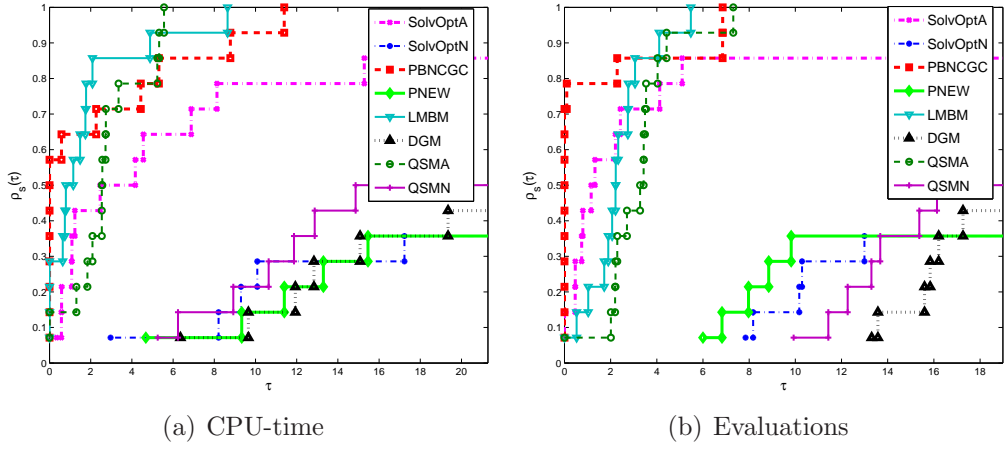 1
0.9
0.8
0.7
0.6
0.5
0.4
0.3
0.2
0.1
0
ρs(τ)
0 2 4 6 8 10 12 14 16 18 20
τ
SolvOptA
SolvOptN
PBNCGC
PNEW
LMBM
DGM
QSMA
QSMN
(a) CPU-time
1
0.9
0.8
0.7
0.6
0.5
0.4
0.3
0.2
0.1
0
ρs(τ)
0 2 4 6 8 10 12 14 16 18
τ
SolvOptA
SolvOptN
PBNCGC
PNEW
LMBM
DGM
QSMA
QSMN
(b) Evaluations